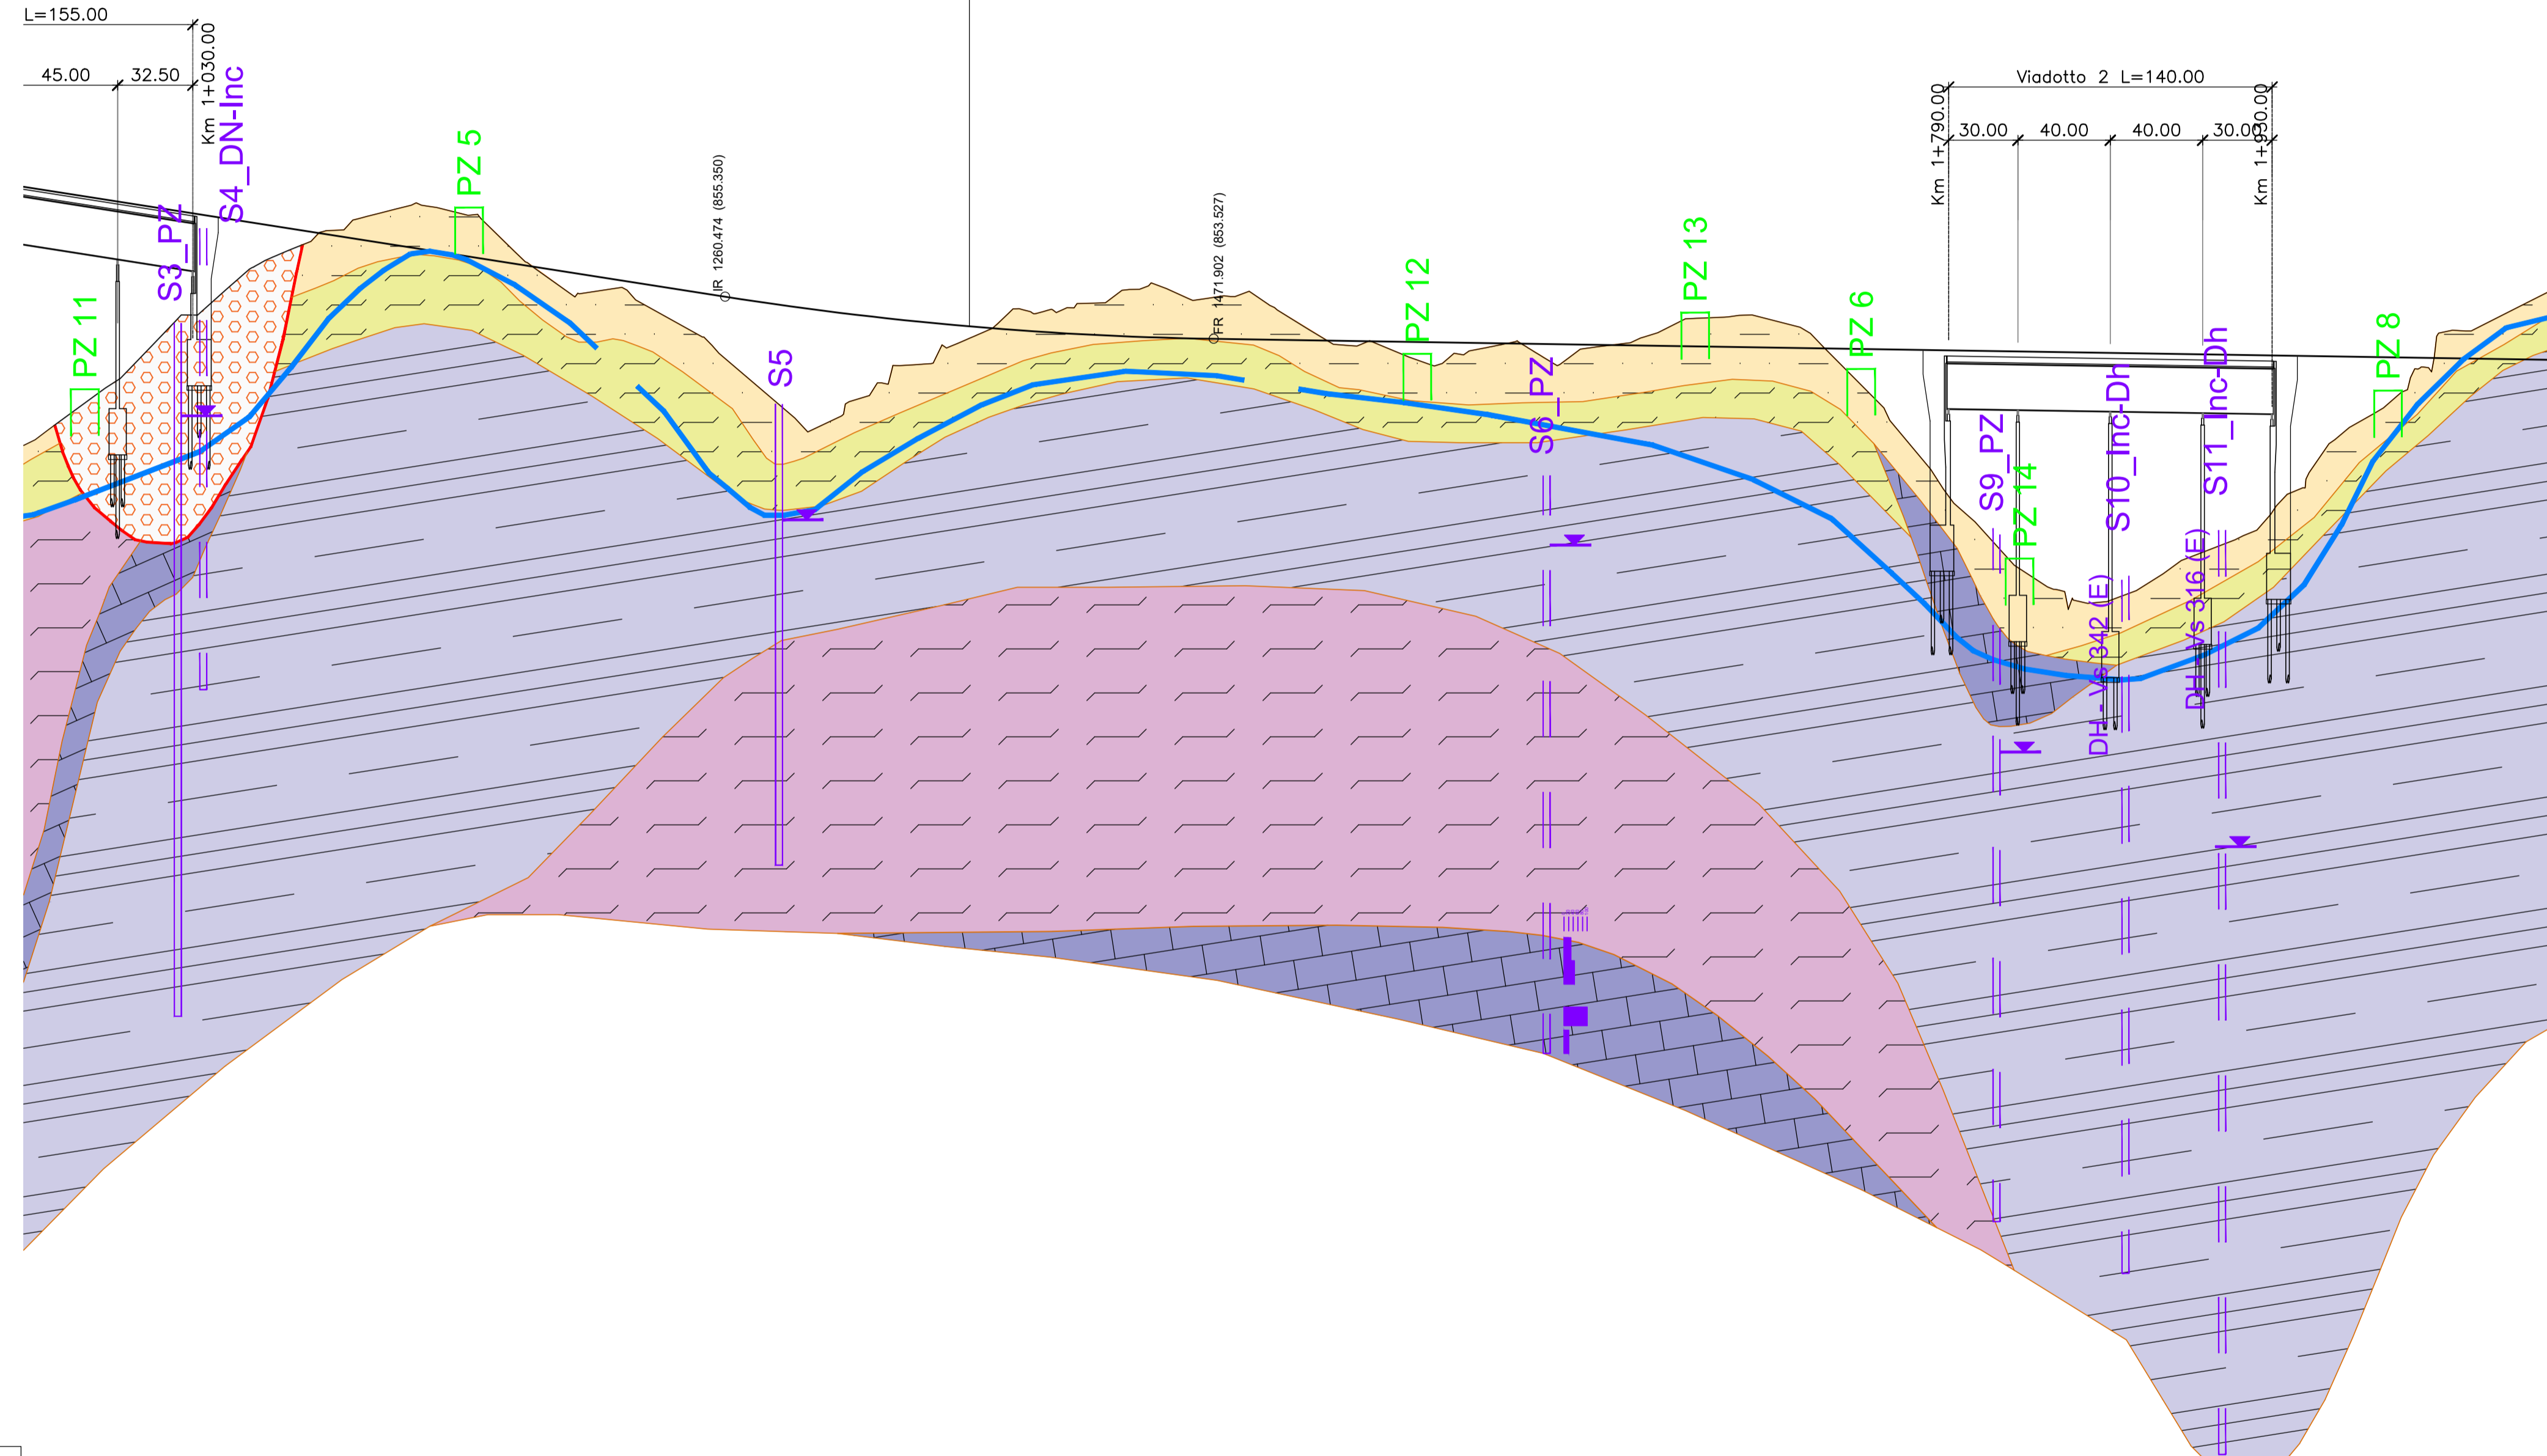 L=155.00
45.00
32.50
Km 1+030.00
S3_PZ
S4_DN-Inc
PZ 11
PZ 5
IR 1260.474 (855.350)
S5
FR 1471.902 (853.527)
PZ 12
S6_PZ
PZ 13
PZ 6
Viadotto 2 L=140.00
Km 1+790.00
30.00
40.00
40.00
30.00
Km 1+930.00
S9_PZ
PZ 14
S10_Inc-Dh
DH - Vs 342 (E)
S11_Inc-Dh
DH - Vs 316 (E)
PZ 8